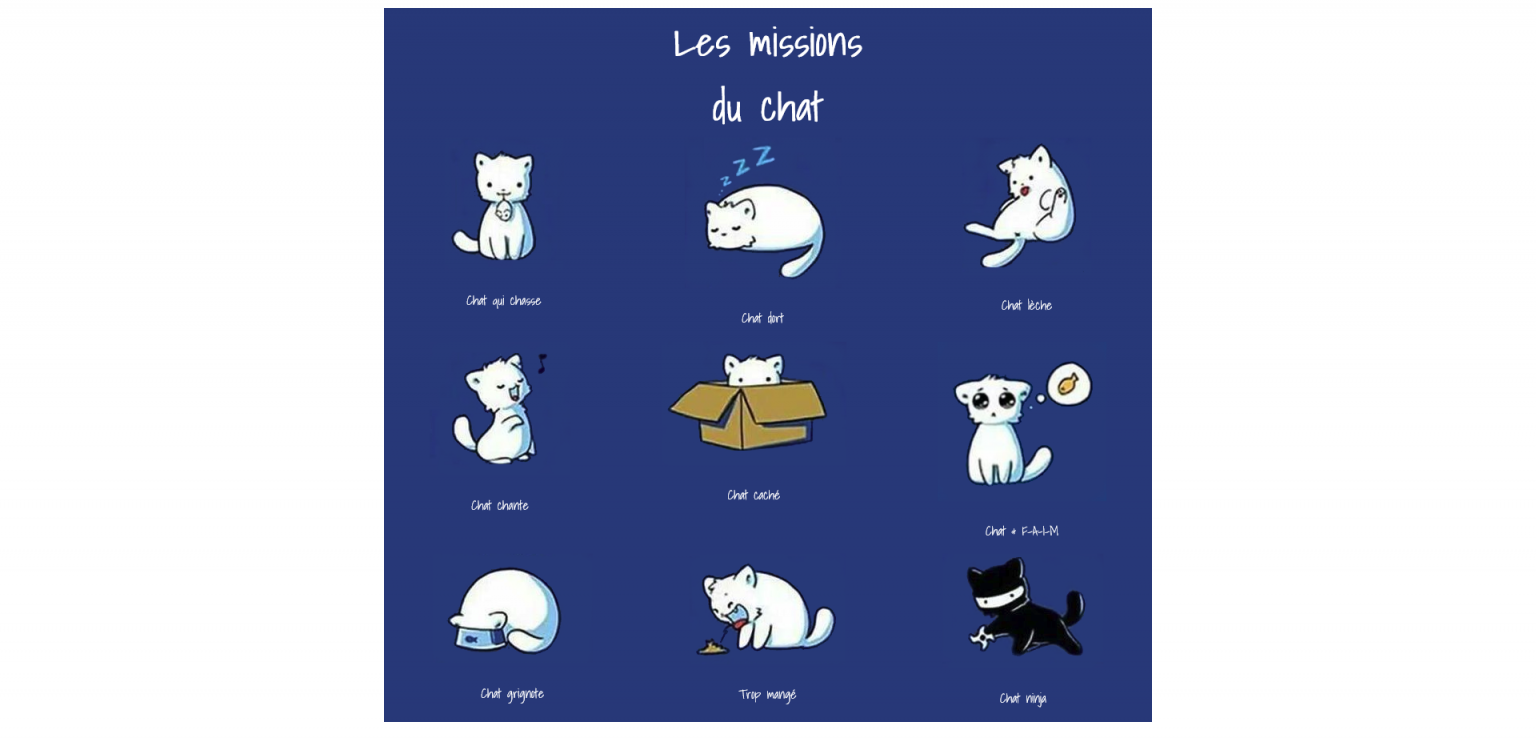 Les missions
du chat
z z Z
Chat qui chasse
Chat dort
Chat lèche
Chat chante
Chat caché
Chat a F-A-I-M
Chat grignote
Trop mangé
Chat ninja